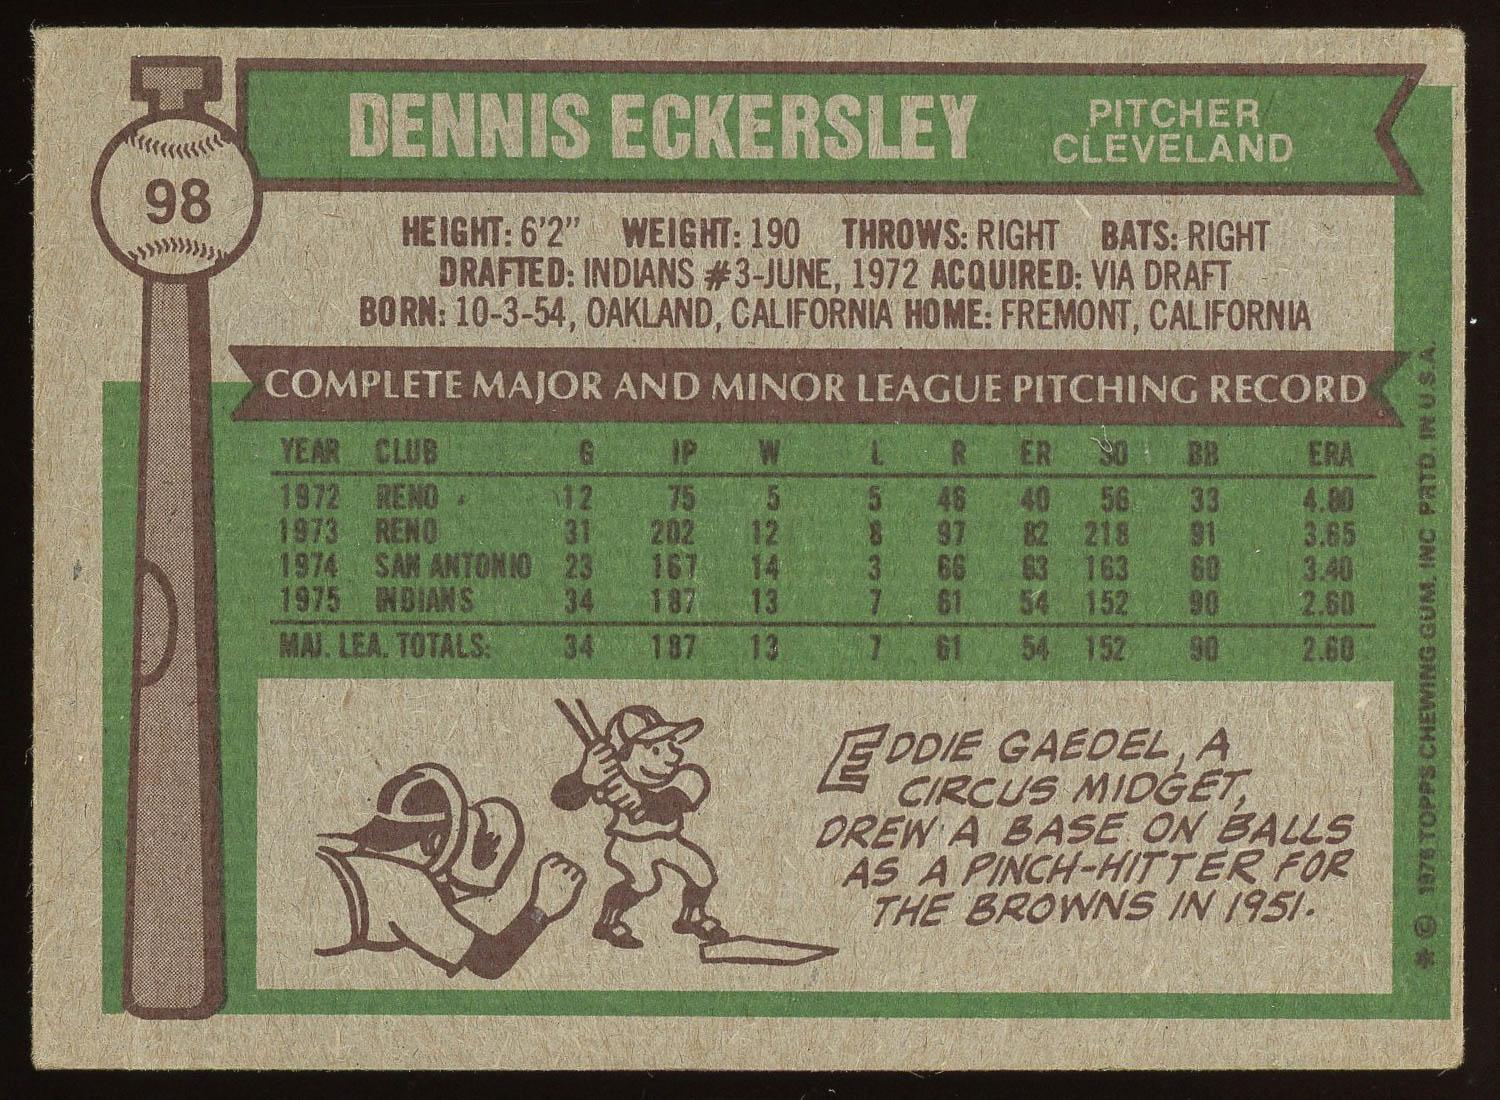 98
DENNIS ECKERSLEY
PITCHER
CLEVELAND
HEIGHT: 6'2" WEIGHT: 190 THROWS: RIGHT BATS: RIGHT
DRAFTED: INDIANS #3-JUNE, 1972 ACQUIRED: VIA DRAFT
BORN: 10-3-54, OAKLAND, CALIFORNIA HOME: FREMONT, CALIFORNIA
COMPLETE MAJOR AND MINOR LEAGUE PITCHING RECORD
YEAR CLUB G IP W L R ER SO BB ERA
1972 RENO 12 75 5 5 46 40 56 33 4.80
1973 RENO 31 202 12 8 97 82 218 91 3.65
1974 SAN ANTONIO 23 167 14 3 66 63 163 60 3.40
1975 INDIANS 34 187 13 7 61 54 152 90 2.60
MAJ. LEA. TOTALS: 34 187 13 7 61 54 152 90 2.60
EDDIE GAEDEL, A
CIRCUS MIDGET,
DREW A BASE ON BALLS
AS A PINCH-HITTER FOR
THE BROWNS IN 1951.
* © 1976 TOPPS CHEWING GUM, INC PRTD. IN U.S.A.